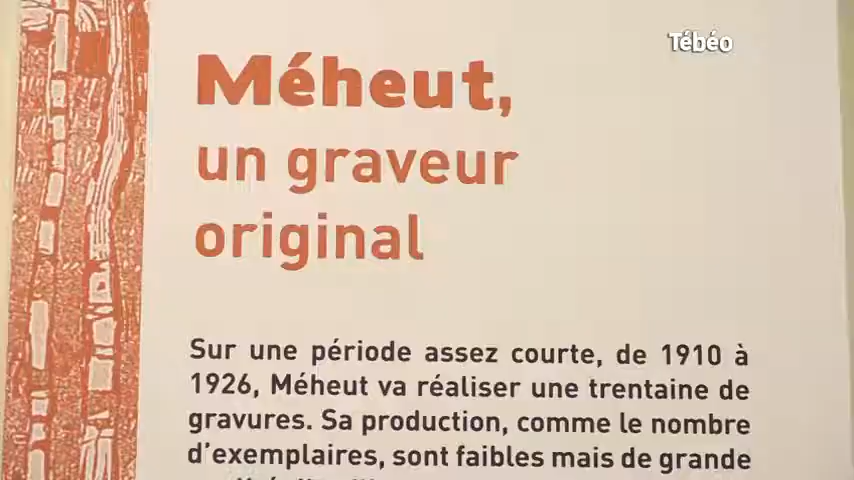 Tébéo
Méheut,
un graveur
original
Sur une période assez courte, de 1910 à
1926, Méheut va réaliser une trentaine de
gravures. Sa production, comme le nombre
d'exemplaires, sont faibles mais de grande